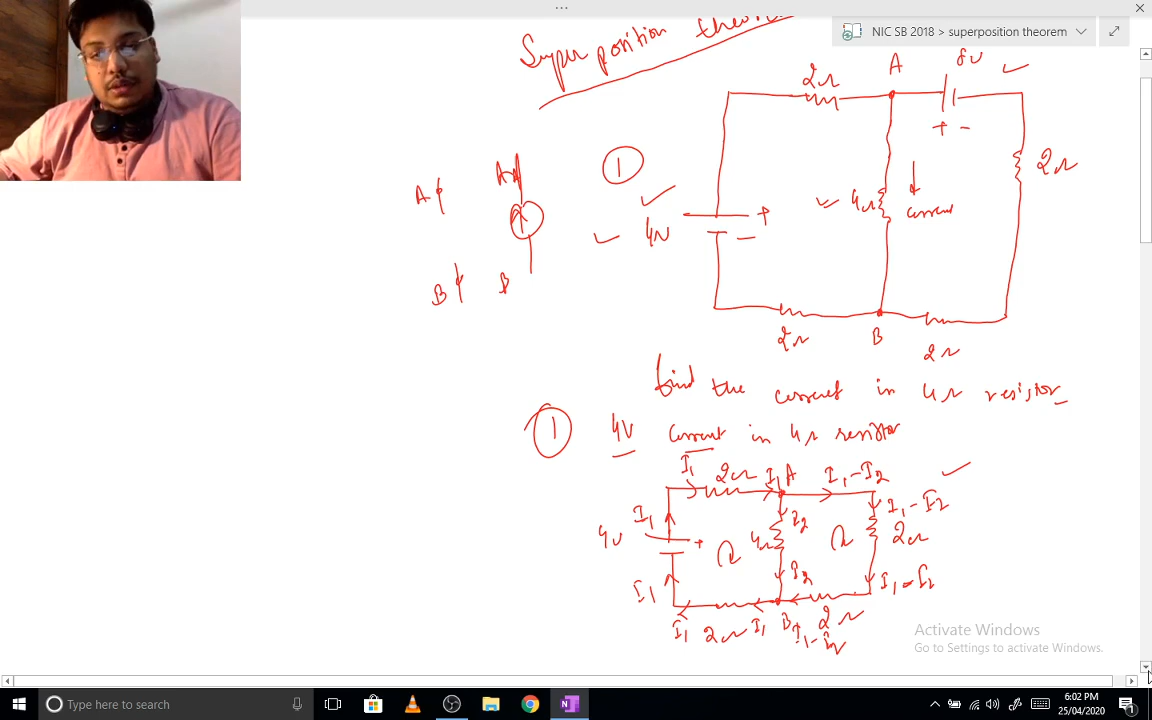 NIC SB 2018 > superposition theorem
Superposition theorem
2Ω A 8V
+ -
2Ω
A A
1
4V + -
4Ω current
B B
2Ω B 2Ω
find the current in 4Ω resistor
1 4V current in 4Ω resistor
I1 2Ω I1 A I1-I2
I1 I2 I1-I2
4V + 4Ω 2Ω
I1 I2 I1-I2
I1 2Ω I1 B 2Ω
I1-I2
Activate Windows
Go to Settings to activate Windows.
Type here to search
6:02 PM
25/04/2020
1